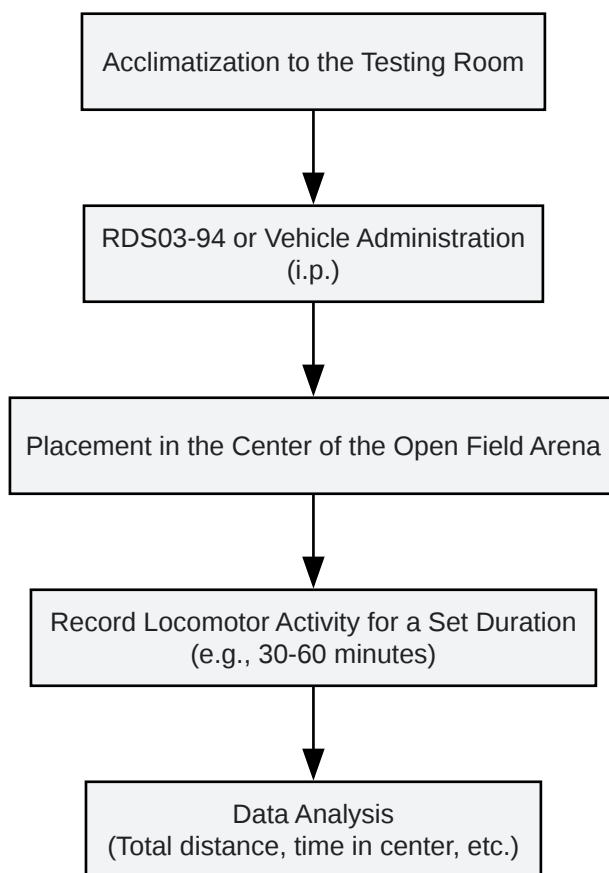 Acclimatization to the Testing Room
RDS03-94 or Vehicle Administration
(i.p.)
Placement in the Center of the Open Field Arena
Record Locomotor Activity for a Set Duration
(e.g., 30-60 minutes)
Data Analysis
(Total distance, time in center, etc.)